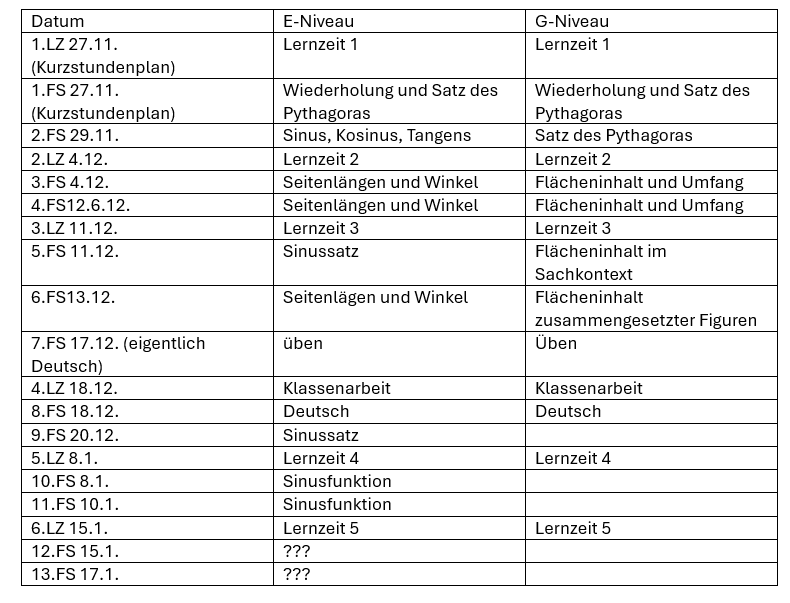 Datum E-Niveau G-Niveau
1.LZ 27.11. Lernzeit 1 Lernzeit 1
(Kurzstundenplan)
1.FS 27.11. Wiederholung und Satz des Wiederholung und Satz des
(Kurzstundenplan) Pythagoras Pythagoras
2.FS 29.11. Sinus, Kosinus, Tangens Satz des Pythagoras
2.LZ 4.12. Lernzeit 2 Lernzeit 2
3.FS 4.12. Seitenlängen und Winkel Flächeninhalt und Umfang
4.FS12.6.12. Seitenlängen und Winkel Flächeninhalt und Umfang
3.LZ 11.12. Lernzeit 3 Lernzeit 3
5.FS 11.12. Sinussatz Flächeninhalt im
Sachkontext
6.FS13.12. Seitenlägen und Winkel Flächeninhalt
zusammengesetzter Figuren
7.FS 17.12. (eigentlich üben Üben
Deutsch)
4.LZ 18.12. Klassenarbeit Klassenarbeit
8.FS 18.12. Deutsch Deutsch
9.FS 20.12. Sinussatz
5.LZ 8.1. Lernzeit 4 Lernzeit 4
10.FS 8.1. Sinusfunktion
11.FS 10.1. Sinusfunktion
6.LZ 15.1. Lernzeit 5 Lernzeit 5
12.FS 15.1. ???
13.FS 17.1. ???